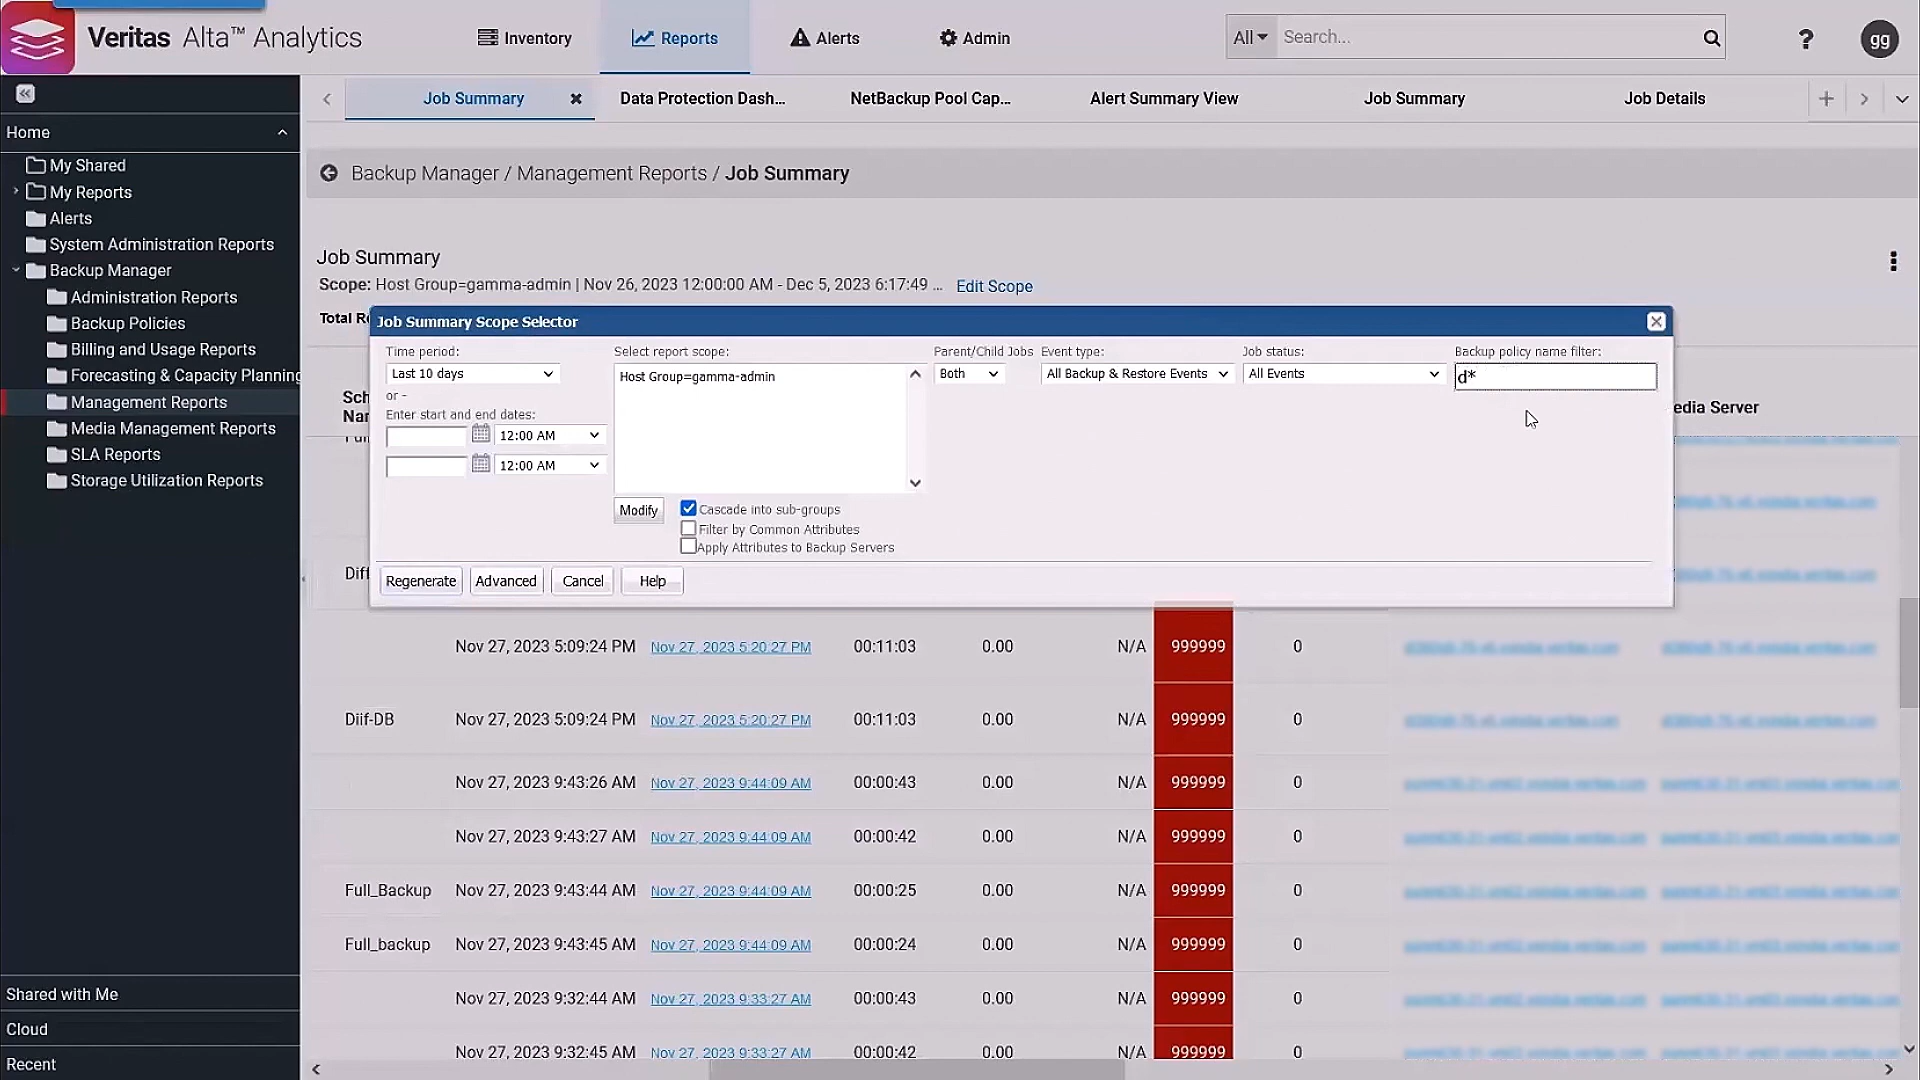 Veritas Alta™ Analytics
Inventory
Reports
Alerts
Admin
All
Search...
?
gg
Job Summary
Data Protection Dash...
NetBackup Pool Cap...
Alert Summary View
Job Summary
Job Details
Home
My Shared
My Reports
Alerts
System Administration Reports
Backup Manager
Administration Reports
Backup Policies
Billing and Usage Reports
Forecasting & Capacity Planning
Management Reports
Media Management Reports
SLA Reports
Storage Utilization Reports
Shared with Me
Cloud
Recent
Backup Manager / Management Reports / Job Summary
Job Summary
Scope: Host Group=gamma-admin | Nov 26, 2023 12:00:00 AM - Dec 5, 2023 6:17:49 ... Edit Scope
Total Re
Job Summary Scope Selector
Time period:
Last 10 days
or -
Enter start and end dates:
12:00 AM
12:00 AM
Select report scope:
Host Group=gamma-admin
Modify
Cascade into sub-groups
Filter by Common Attributes
Apply Attributes to Backup Servers
Parent/Child Jobs
Both
Event type:
All Backup & Restore Events
Job status:
All Events
Backup policy name filter:
d*
Regenerate Advanced Cancel Help
Sch
Nar
edia Server
Diff
Nov 27, 2023 5:09:24 PM Nov 27, 2023 5:20:27 PM 00:11:03 0.00 N/A 999999 0
Diif-DB Nov 27, 2023 5:09:24 PM Nov 27, 2023 5:20:27 PM 00:11:03 0.00 N/A 999999 0
Nov 27, 2023 9:43:26 AM Nov 27, 2023 9:44:09 AM 00:00:43 0.00 N/A 999999 0
Nov 27, 2023 9:43:27 AM Nov 27, 2023 9:44:09 AM 00:00:42 0.00 N/A 999999 0
Full_Backup Nov 27, 2023 9:43:44 AM Nov 27, 2023 9:44:09 AM 00:00:25 0.00 N/A 999999 0
Full_backup Nov 27, 2023 9:43:45 AM Nov 27, 2023 9:44:09 AM 00:00:24 0.00 N/A 999999 0
Nov 27, 2023 9:32:44 AM Nov 27, 2023 9:33:27 AM 00:00:43 0.00 N/A 999999 0
Nov 27, 2023 9:32:45 AM Nov 27, 2023 9:33:27 AM 00:00:42 0.00 N/A 999999 0